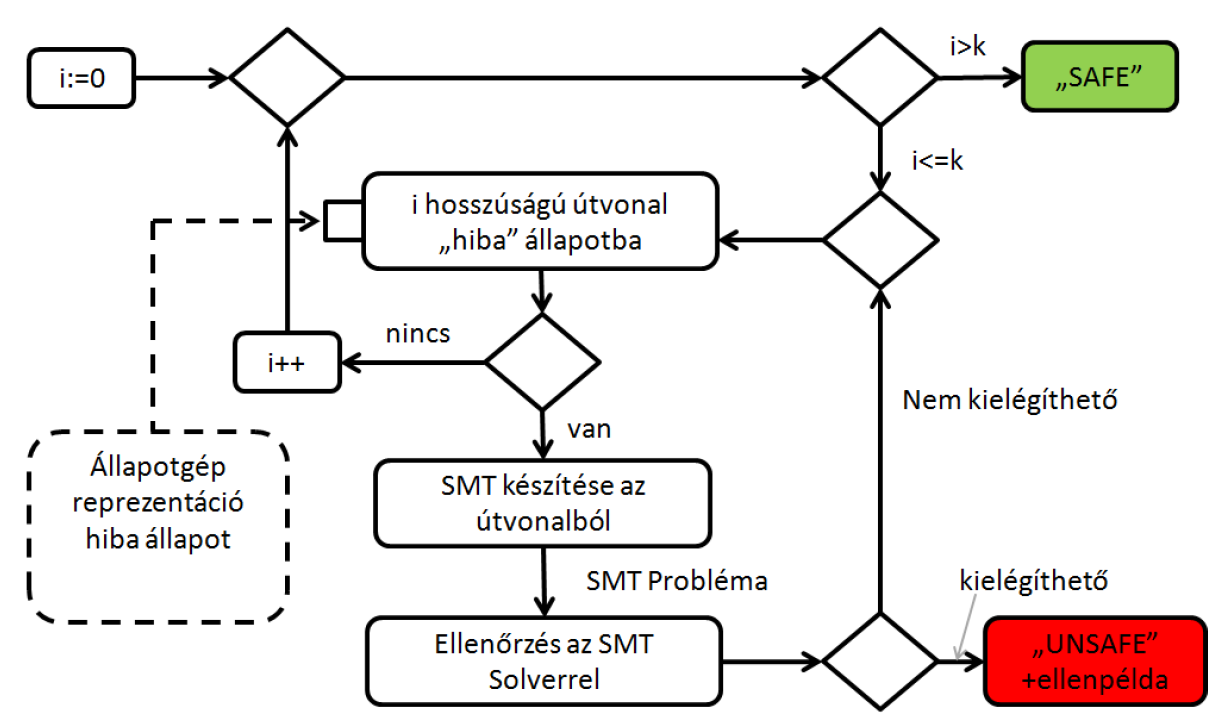 i:=0
i>k
„SAFE”
i<=k
i hosszúságú útvonal
„hiba” állapotba
nincs
i++
Nem kielégíthető
van
Állapotgép
reprezentáció
hiba állapot
SMT készítése az
útvonalból
SMT Probléma
kielégíthető
Ellenőrzés az SMT
Solverrel
„UNSAFE”
+ellenpélda